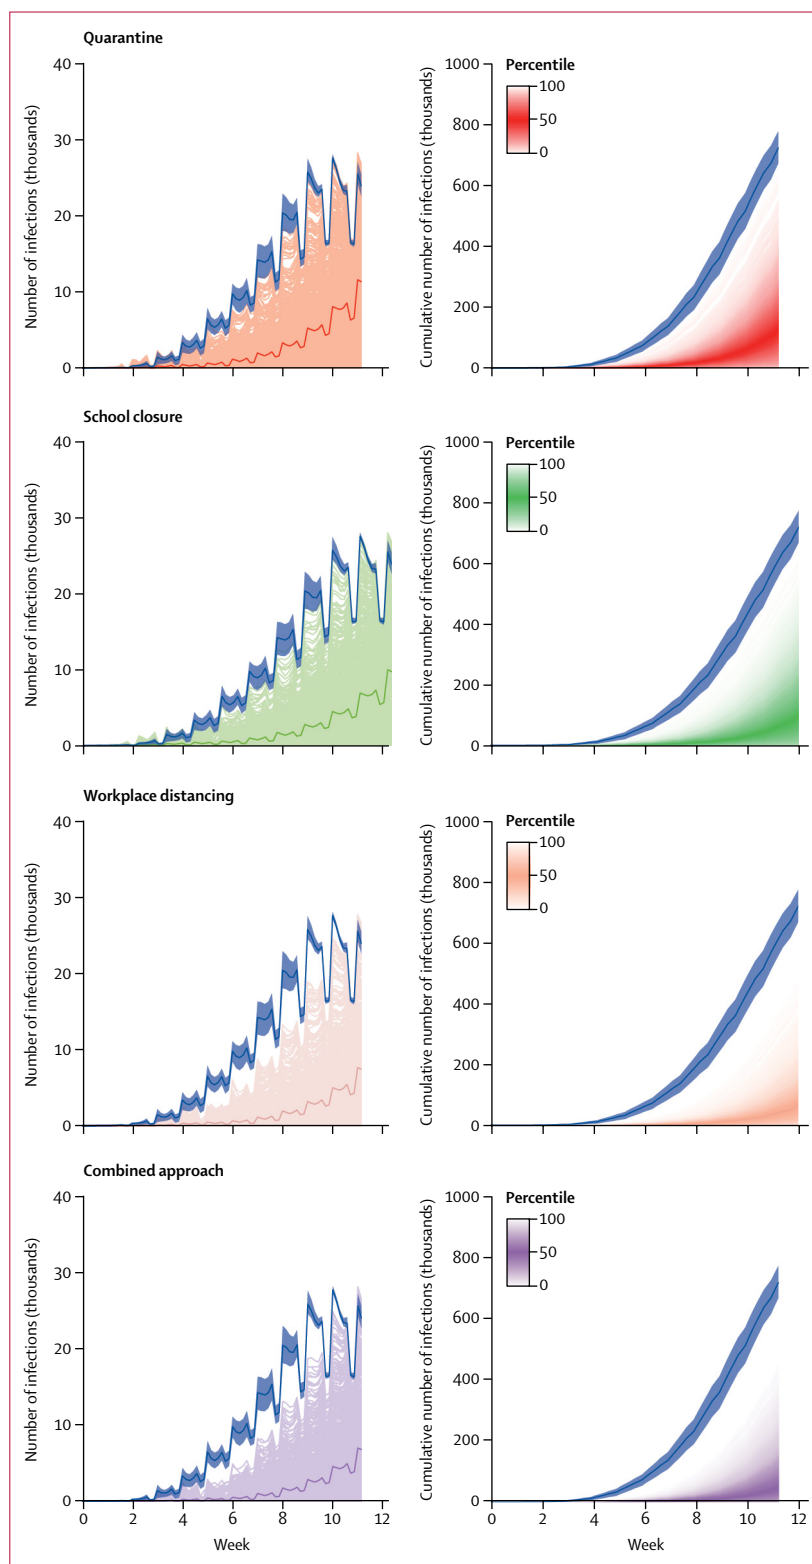 Quarantine
Number of infections (thousands)
40
30
20
10
0
Cumulative number of infections (thousands)
1000
800
600
400
200
0
Percentile
100
50
0
School closure
Number of infections (thousands)
40
30
20
10
0
Cumulative number of infections (thousands)
1000
800
600
400
200
0
Percentile
100
50
0
Workplace distancing
Number of infections (thousands)
40
30
20
10
0
Cumulative number of infections (thousands)
1000
800
600
400
200
0
Percentile
100
50
0
Combined approach
Number of infections (thousands)
40
30
20
10
0
0 2 4 6 8 10 12
Week
Cumulative number of infections (thousands)
1000
800
600
400
200
0
Percentile
100
50
0
0 2 4 6 8 10 12
Week